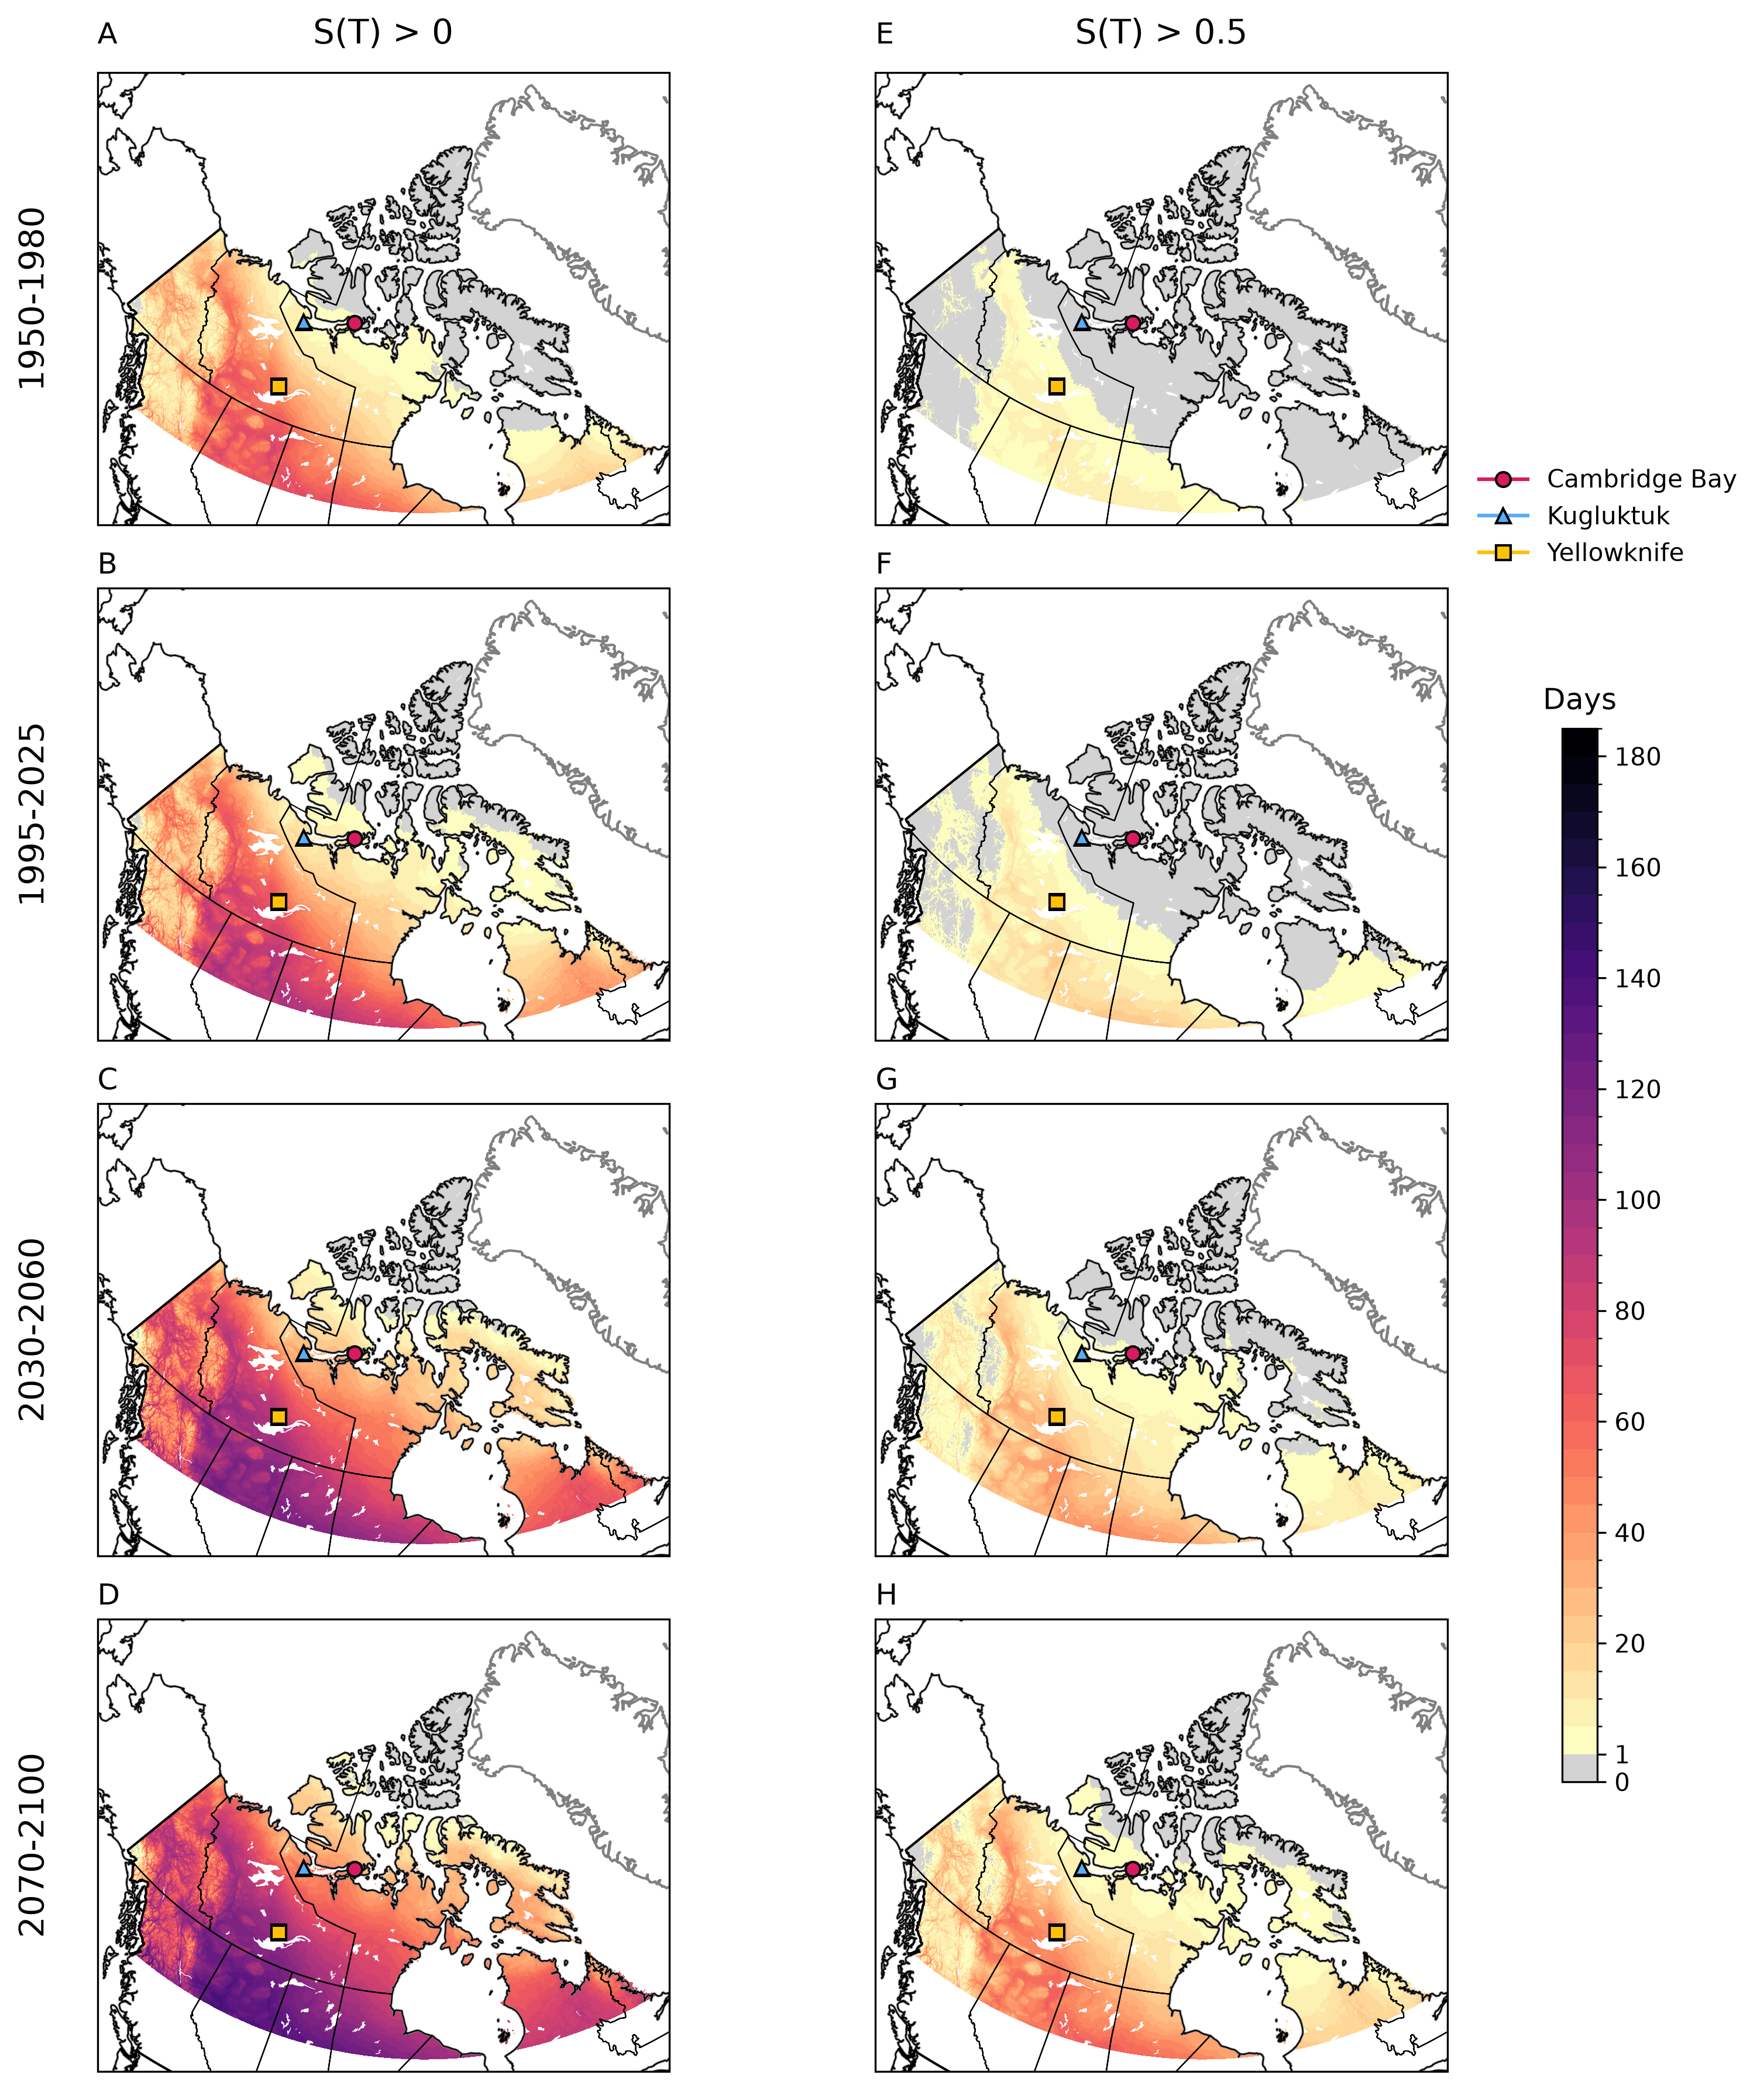 A
S(T) > 0
E
S(T) > 0.5
1950-1980
Cambridge Bay
Kugluktuk
Yellowknife
B
F
1995-2025
Days
180
160
140
120
100
80
60
40
20
1
0
C
G
2030-2060
D
H
2070-2100